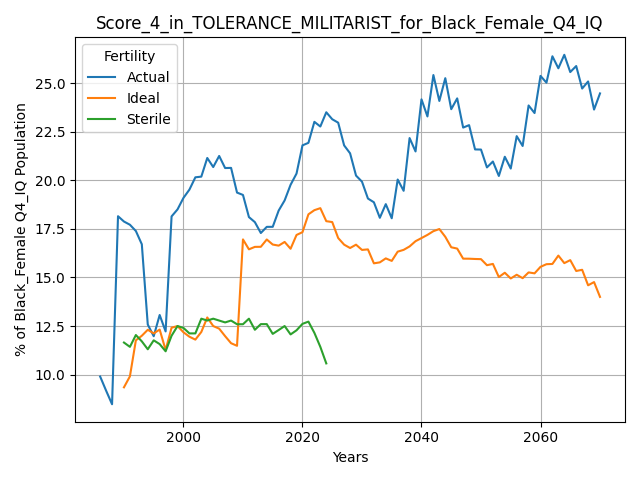 Score_4_in_TOLERANCE_MILITARIST_for_Black_Female_Q4_IQ
Fertility
Actual
Ideal
Sterile
% of Black_Female Q4_IQ Population
25.0
22.5
20.0
17.5
15.0
12.5
10.0
2000
2020
2040
2060
Years